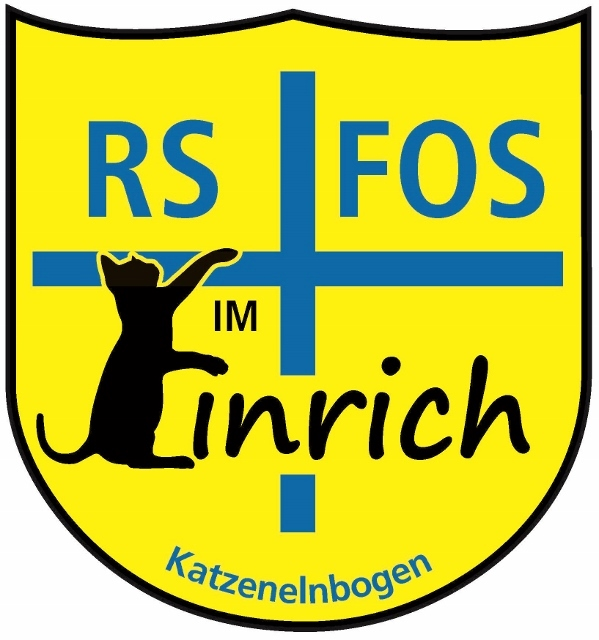 RS FOS
IM
Einrich
Katzenelnbogen